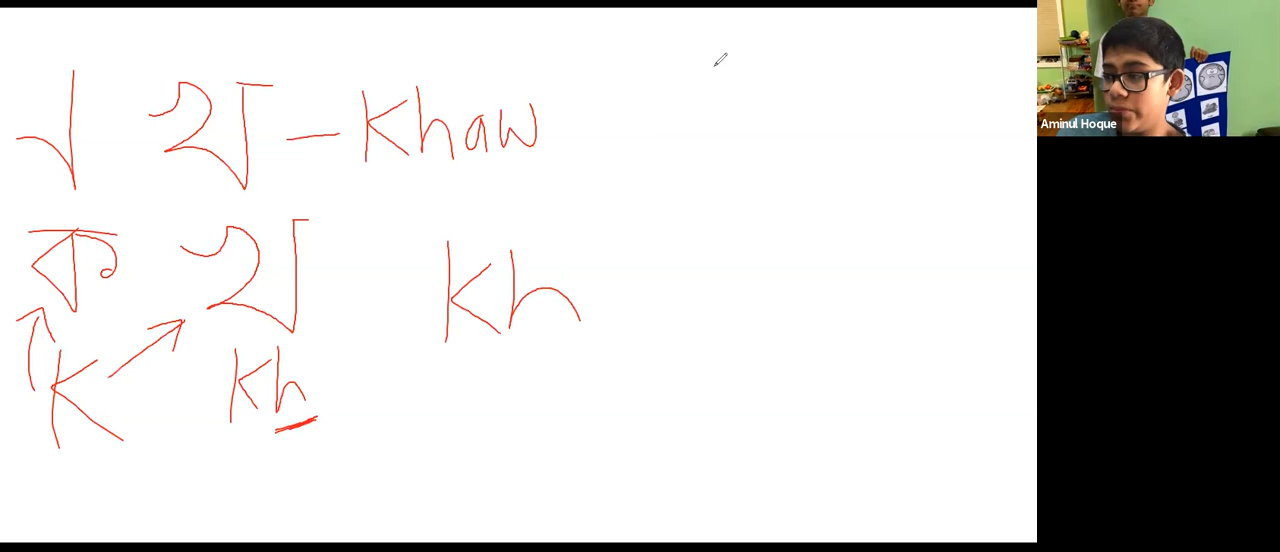 খ - Khaw
ক খ Kh
K Kh
Aminul Hoque